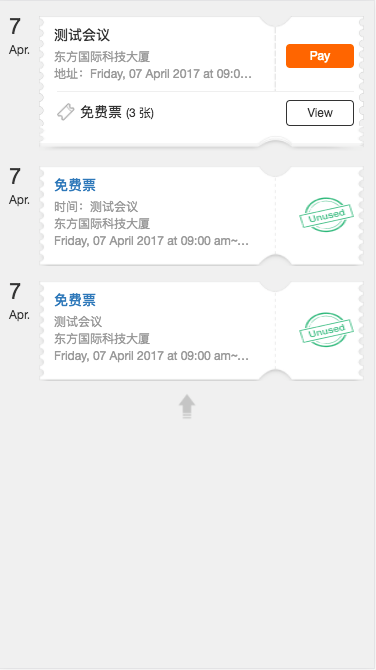 7
Apr.
测试会议
东方国际科技大厦
地址：Friday, 07 April 2017 at 09:0...
Pay
免费票 (3 张)
View
7
Apr.
免费票
时间：测试会议
东方国际科技大厦
Friday, 07 April 2017 at 09:00 am~...
Unused
7
Apr.
免费票
测试会议
东方国际科技大厦
Friday, 07 April 2017 at 09:00 am~...
Unused